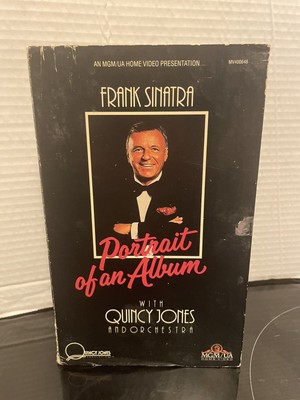 AN MGM/UA HOME VIDEO PRESENTATION
FRANK SINATRA
Portrait
of an Album
WITH
QUINCY JONES
AND ORCHESTRA
QUINCY JONES
MGM/UA